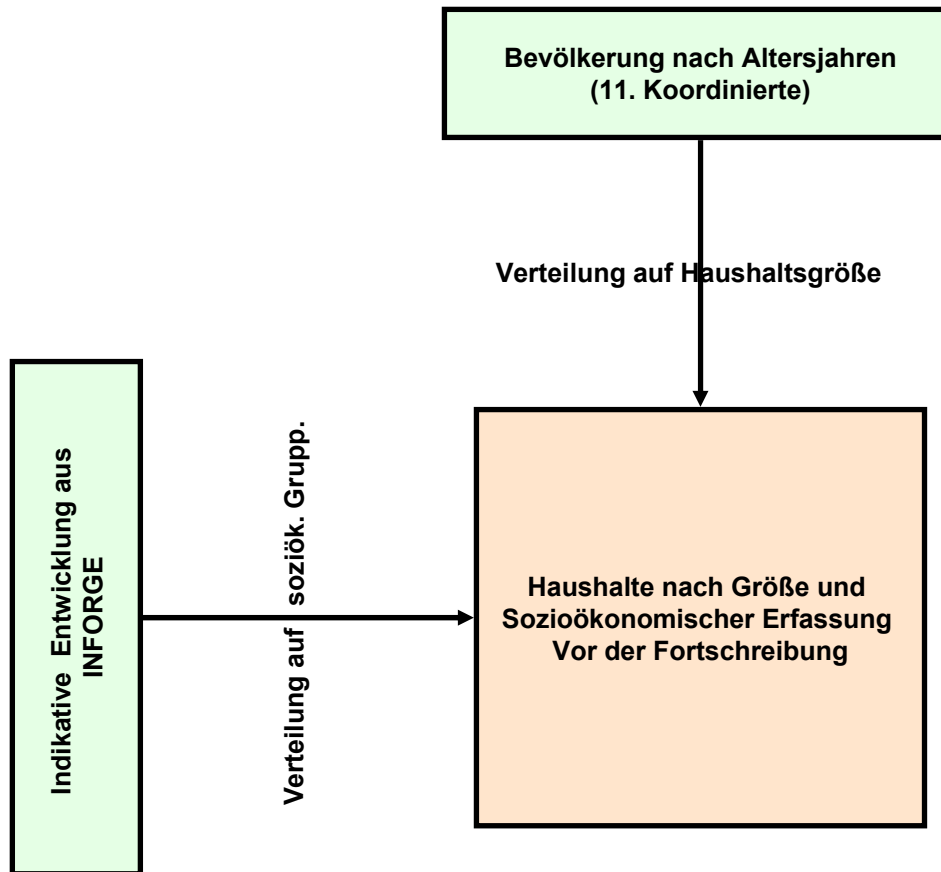 Bevölkerung nach Altersjahren
(11. Koordinierte)
Verteilung auf Haushaltsgröße
Indikative Entwicklung aus
INFORGE
Verteilung auf soziök. Grupp.
Haushalte nach Größe und
Sozioökonomischer Erfassung
Vor der Fortschreibung